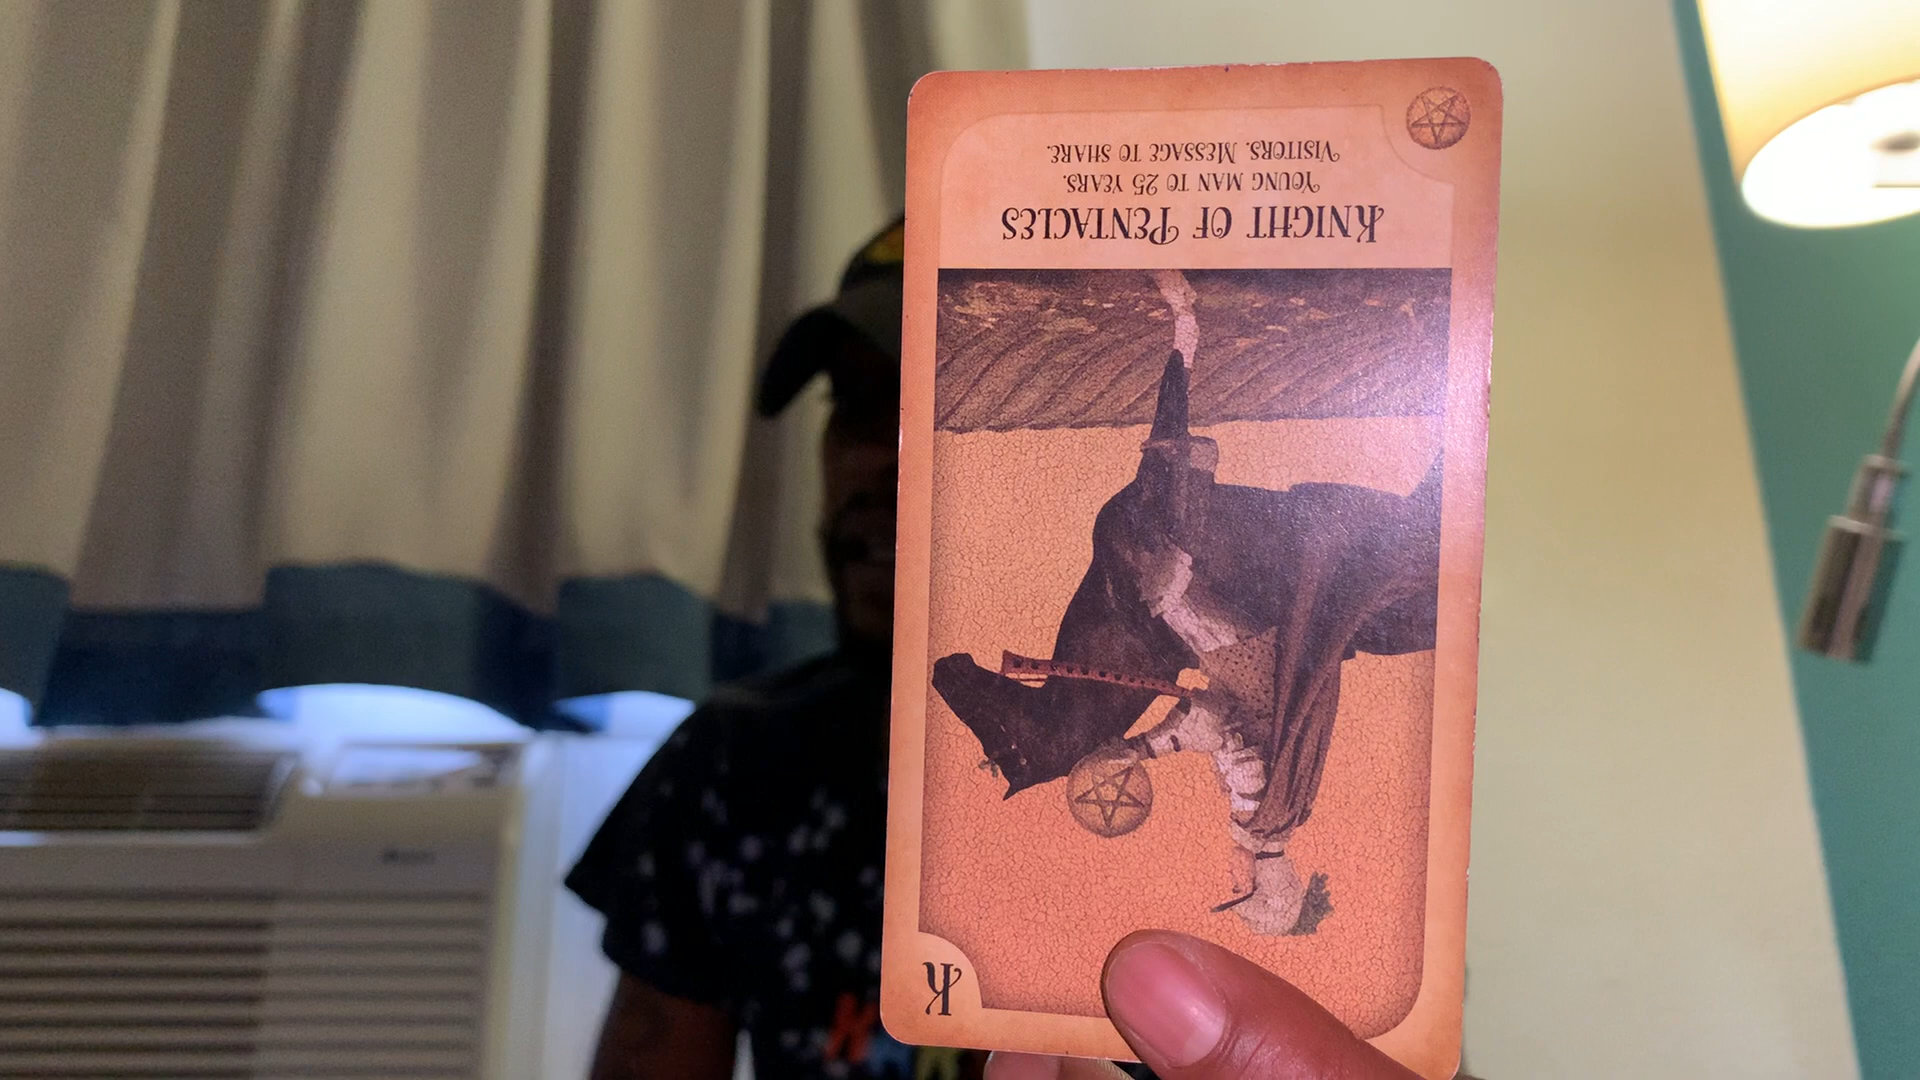 K
KNIGHT OF PENTACLES
YOUNG MAN TO 25 YEARS.
VISITORS. MESSAGE TO SHARE.